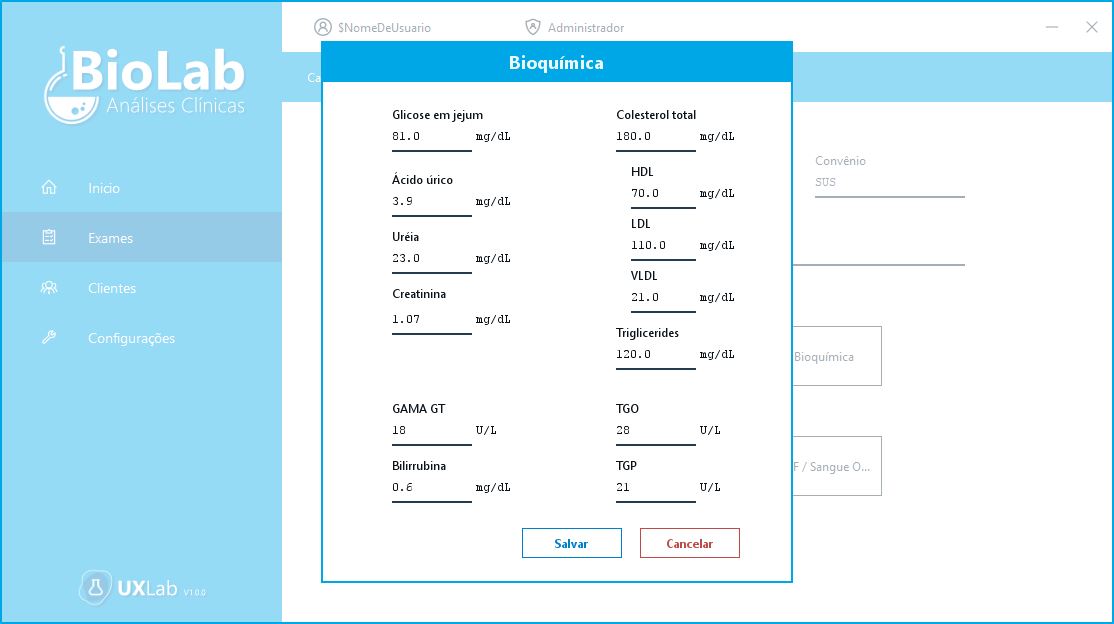 BioLab
Análises Clínicas
Início
Exames
Clientes
Configurações
UXLab V1.0.0
$NomeDeUsuario
Administrador
Ca
Convênio
SUS
Bioquímica
F / Sangue O...
Bioquímica
Glicose em jejum
81.0 mg/dL
Ácido úrico
3.9 mg/dL
Uréia
23.0 mg/dL
Creatinina
1.07 mg/dL
Colesterol total
180.0 mg/dL
HDL
70.0 mg/dL
LDL
110.0 mg/dL
VLDL
21.0 mg/dL
Triglicerides
120.0 mg/dL
GAMA GT
18 U/L
Bilirrubina
0.6 mg/dL
TGO
28 U/L
TGP
21 U/L
Salvar
Cancelar